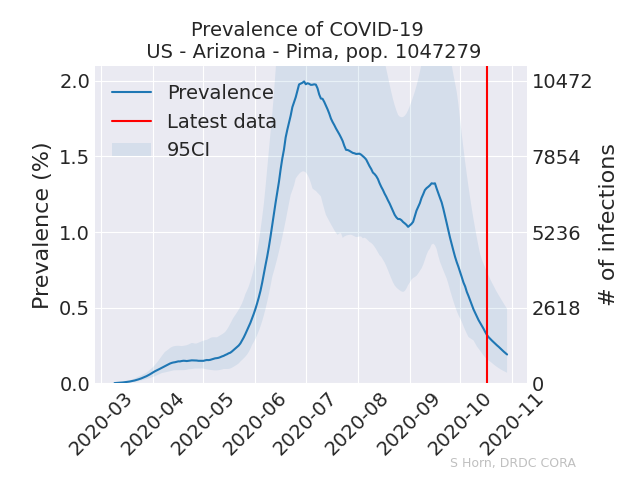 Prevalence of COVID-19
US - Arizona - Pima, pop. 1047279
Prevalence
Latest data
95CI
Prevalence (%)
2.0
1.5
1.0
0.5
0.0
10472
7854
5236
2618
0
# of infections
2020-03
2020-04
2020-05
2020-06
2020-07
2020-08
2020-09
2020-10
2020-11
S Horn, DRDC CORA